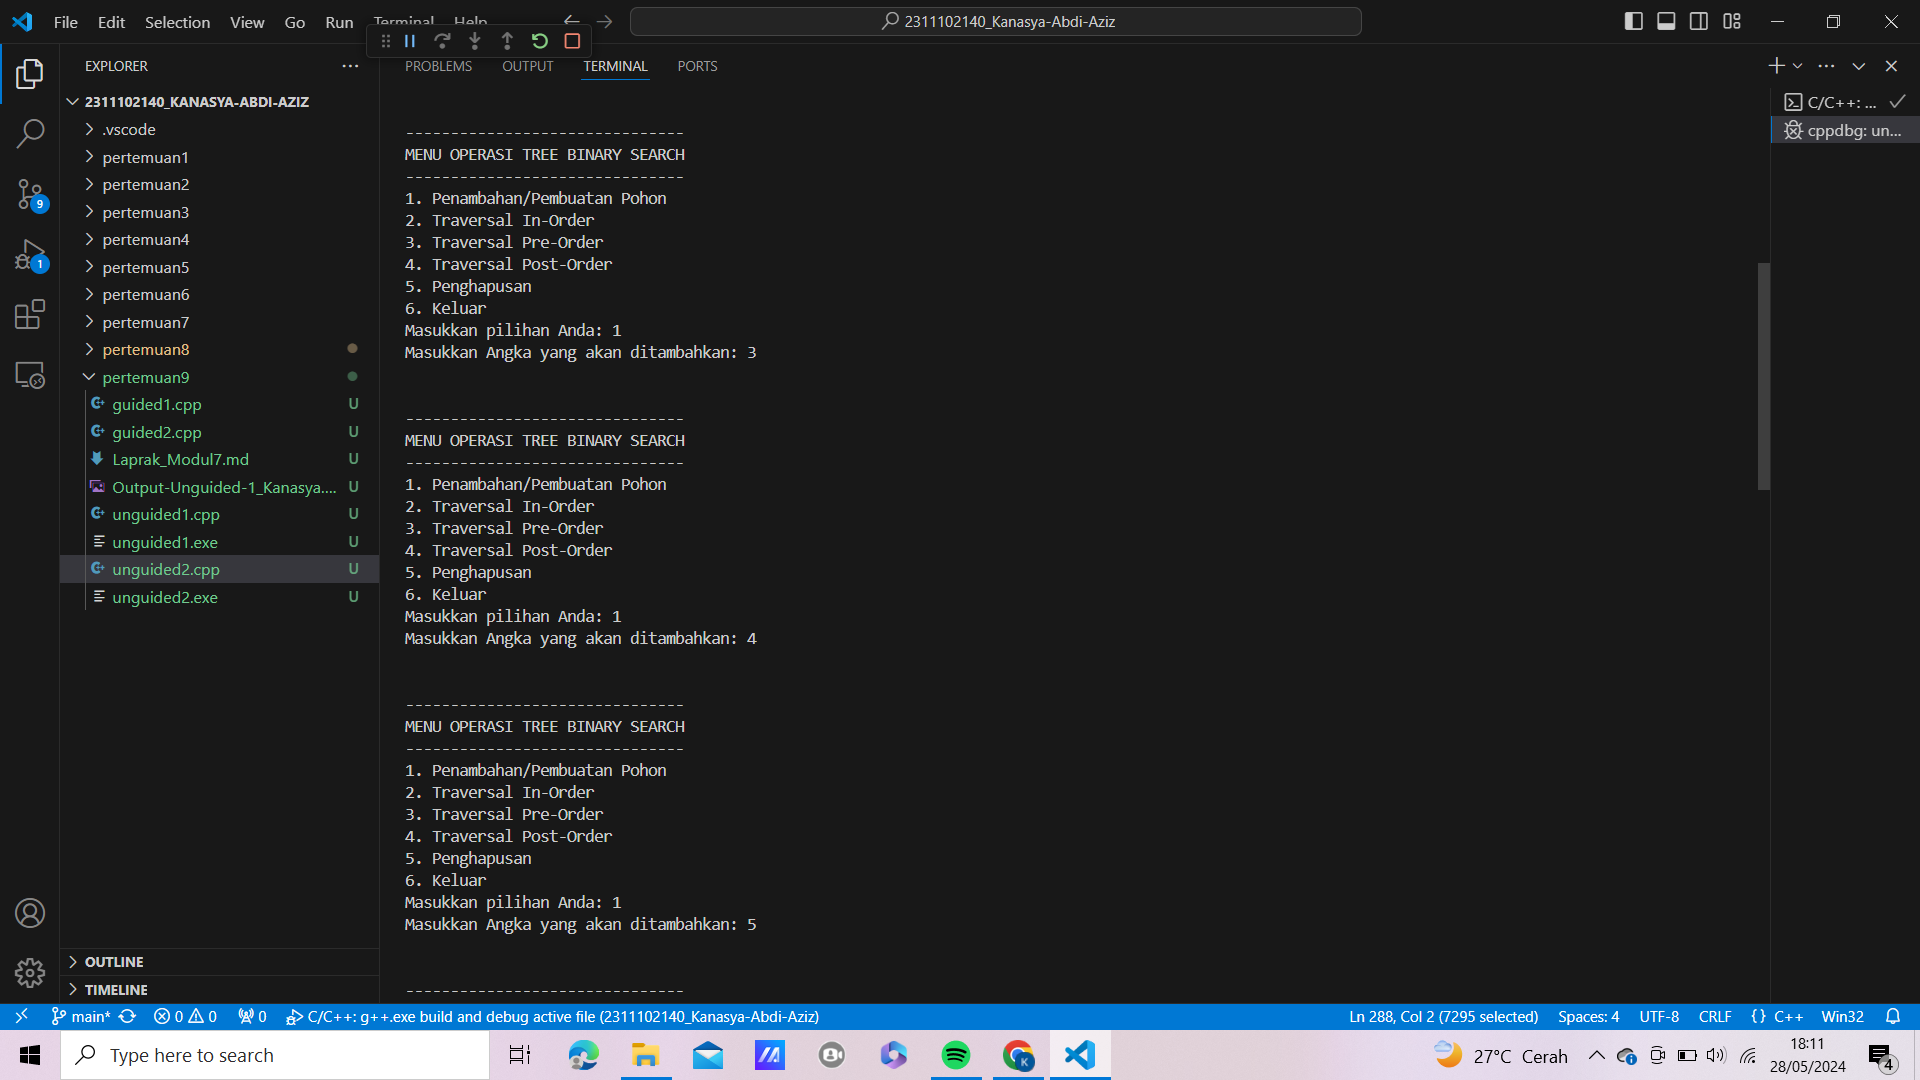 File Edit Selection View Go Run Terminal Help
2311102140_Kanasya-Abdi-Aziz
EXPLORER
PROBLEMS OUTPUT TERMINAL PORTS
2311102140_KANASYA-ABDI-AZIZ
.vscode
pertemuan1
pertemuan2
pertemuan3
pertemuan4
pertemuan5
pertemuan6
pertemuan7
pertemuan8
pertemuan9
guided1.cpp U
guided2.cpp U
Laprak_Modul7.md U
Output-Unguided-1_Kanasya.... U
unguided1.cpp U
unguided1.exe U
unguided2.cpp U
unguided2.exe U
OUTLINE
TIMELINE
9
1
-------------------------------
MENU OPERASI TREE BINARY SEARCH
-------------------------------
1. Penambahan/Pembuatan Pohon
2. Traversal In-Order
3. Traversal Pre-Order
4. Traversal Post-Order
5. Penghapusan
6. Keluar
Masukkan pilihan Anda: 1
Masukkan Angka yang akan ditambahkan: 3
-------------------------------
MENU OPERASI TREE BINARY SEARCH
-------------------------------
1. Penambahan/Pembuatan Pohon
2. Traversal In-Order
3. Traversal Pre-Order
4. Traversal Post-Order
5. Penghapusan
6. Keluar
Masukkan pilihan Anda: 1
Masukkan Angka yang akan ditambahkan: 4
-------------------------------
MENU OPERASI TREE BINARY SEARCH
-------------------------------
1. Penambahan/Pembuatan Pohon
2. Traversal In-Order
3. Traversal Pre-Order
4. Traversal Post-Order
5. Penghapusan
6. Keluar
Masukkan pilihan Anda: 1
Masukkan Angka yang akan ditambahkan: 5
-------------------------------
C/C++: ...
cppdbg: un...
main* 0 0 0 C/C++: g++.exe build and debug active file (2311102140_Kanasya-Abdi-Aziz)
Ln 288, Col 2 (7295 selected) Spaces: 4 UTF-8 CRLF {} C++ Win32
Type here to search
27°C Cerah
18:11
28/05/2024
4